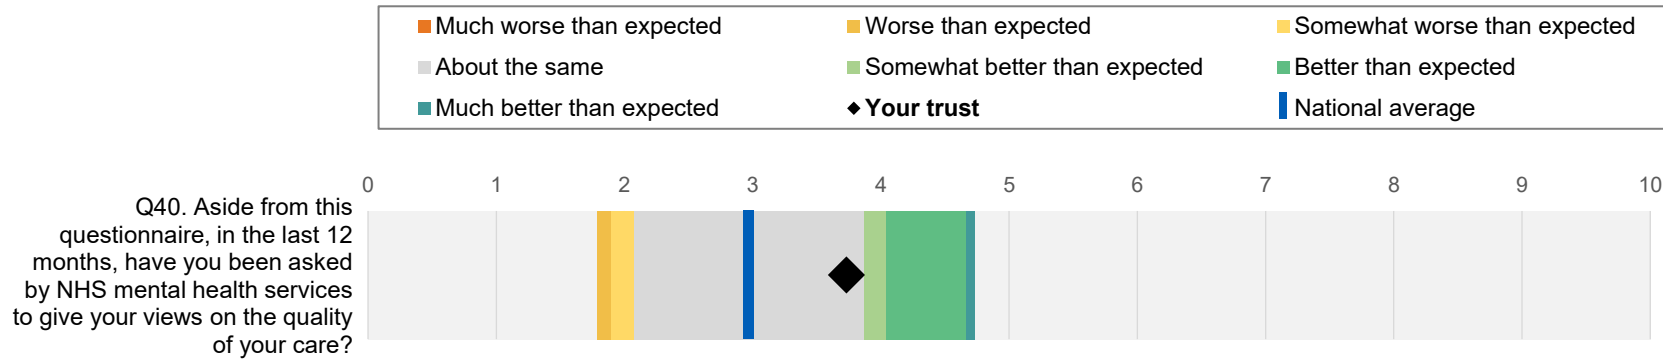 Much worse than expected
Worse than expected
Somewhat worse than expected
About the same
Somewhat better than expected
Better than expected
Much better than expected
Your trust
National average
0 1 2 3 4 5 6 7 8 9 10
Q40. Aside from this
questionnaire, in the last 12
months, have you been asked
by NHS mental health services
to give your views on the quality
of your care?